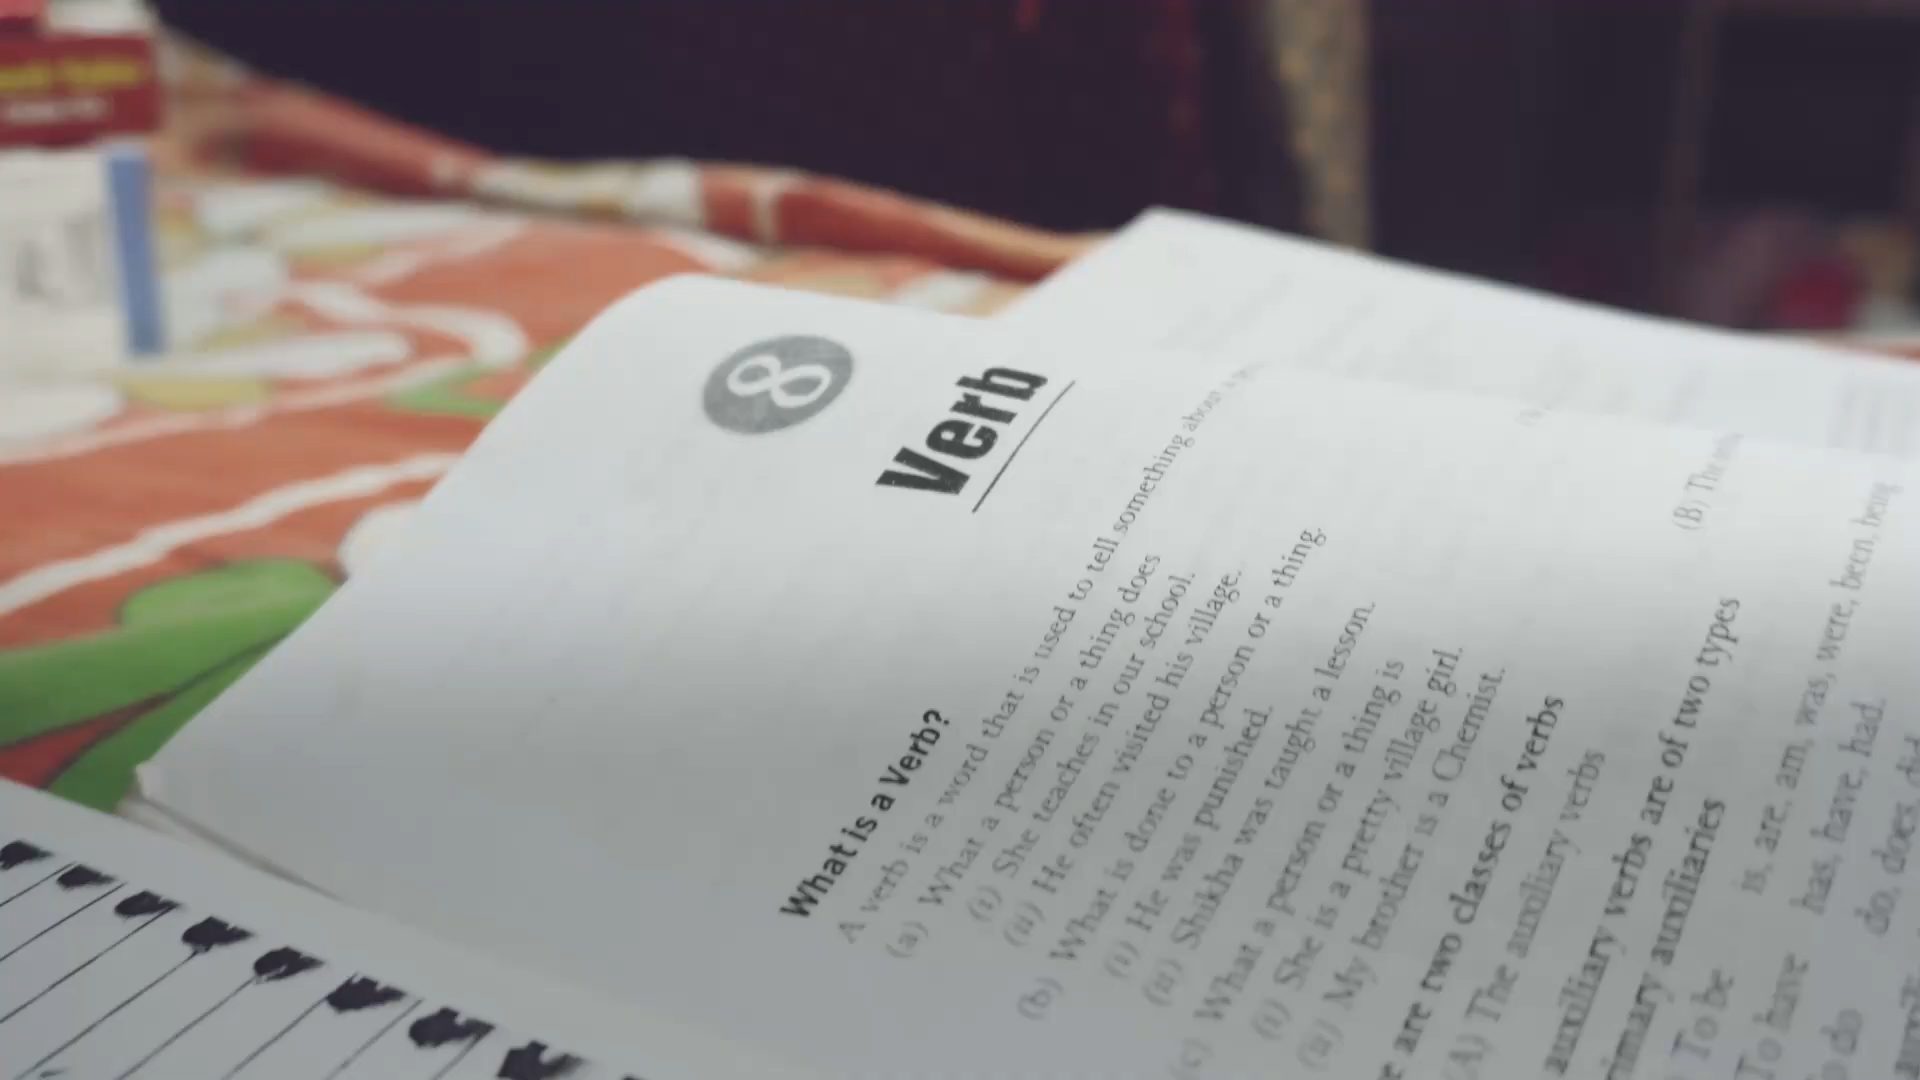 8
Verb
What is a Verb?
A verb is a word that is used to tell something about a
(a) What a person or a thing does
(i) She teaches in our school.
(ii) He often visited his village.
(b) What is done to a person or a thing.
(i) He was punished.
(ii) Shikha was taught a lesson.
(c) What a person or a thing is
(i) She is a pretty village girl.
(ii) My brother is a Chemist.
are two classes of verbs
(A) The auxiliary verbs
(B) The
auxiliary verbs are of two types
auxiliaries
To be is, are, am, was, were, been, being
To have has, have, had.
do do, does, did